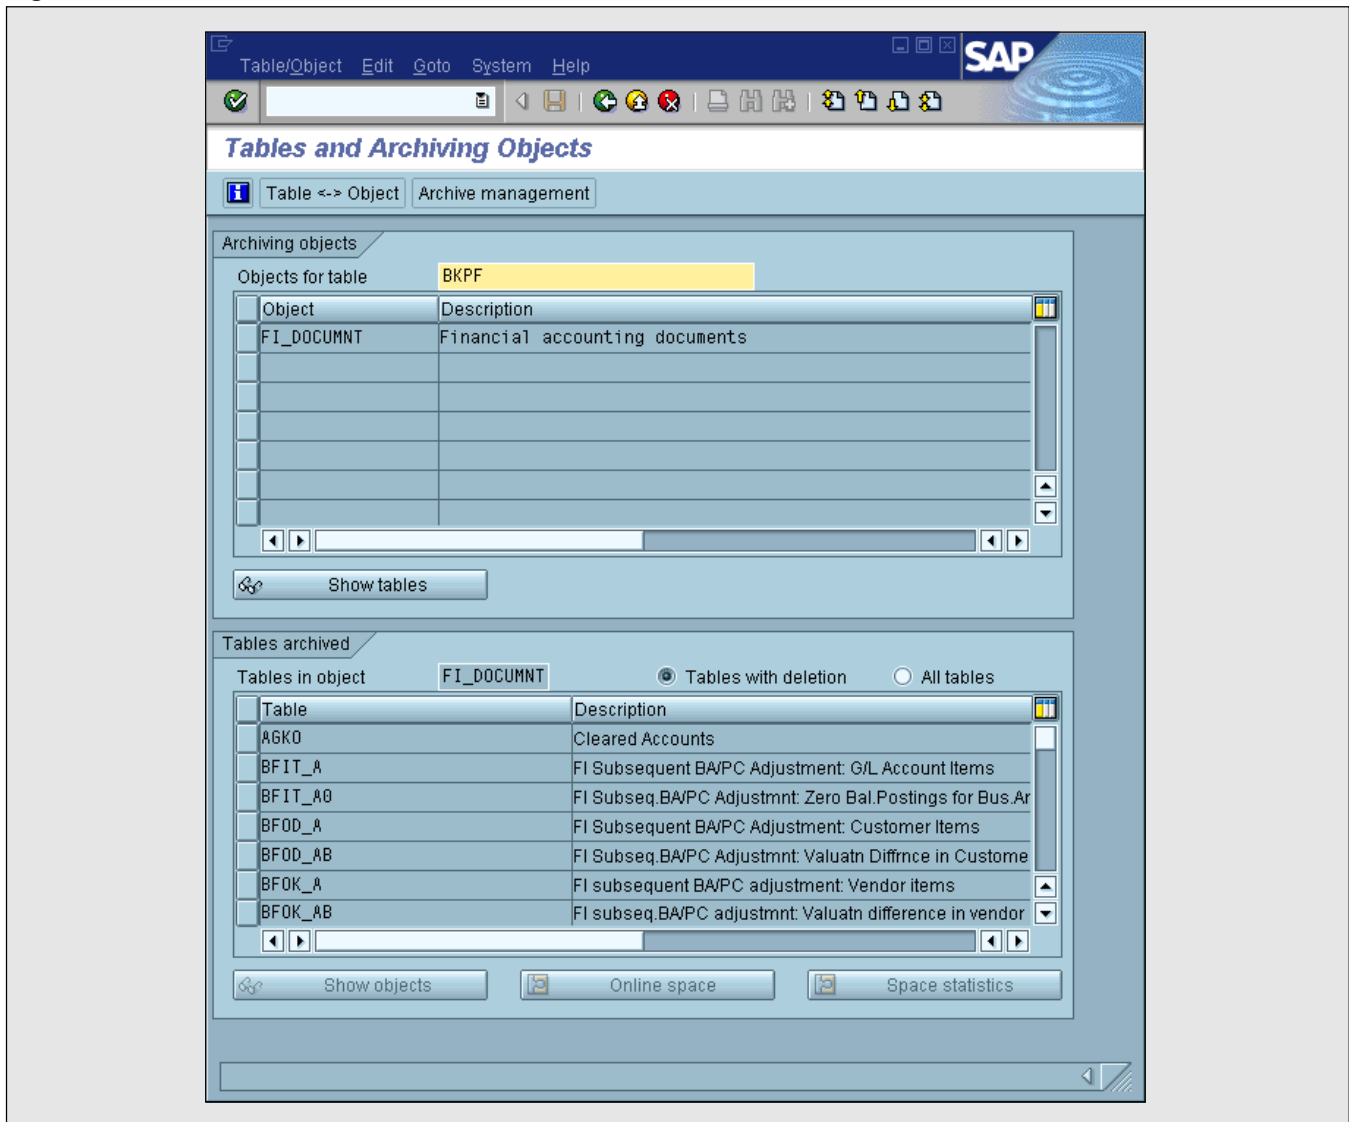 Table/Object Edit Goto System Help
SAP
Tables and Archiving Objects
Table <-> Object Archive management
Archiving objects
Objects for table BKPF
Object Description
FI_DOCUMNT Financial accounting documents
Show tables
Tables archived
Tables in object FI_DOCUMNT Tables with deletion All tables
Table Description
AGKO Cleared Accounts
BFIT_A FI Subsequent BA/PC Adjustment: G/L Account Items
BFIT_A0 FI Subseq.BA/PC Adjustmnt: Zero Bal.Postings for Bus.Ar
BFOD_A FI Subsequent BA/PC Adjustment: Customer Items
BFOD_AB FI Subseq.BA/PC Adjustmnt: Valuatn Diffrnce in Custome
BFOK_A FI subsequent BA/PC adjustment: Vendor items
BFOK_AB FI subseq.BA/PC adjustmnt: Valuatn difference in vendor
Show objects Online space Space statistics